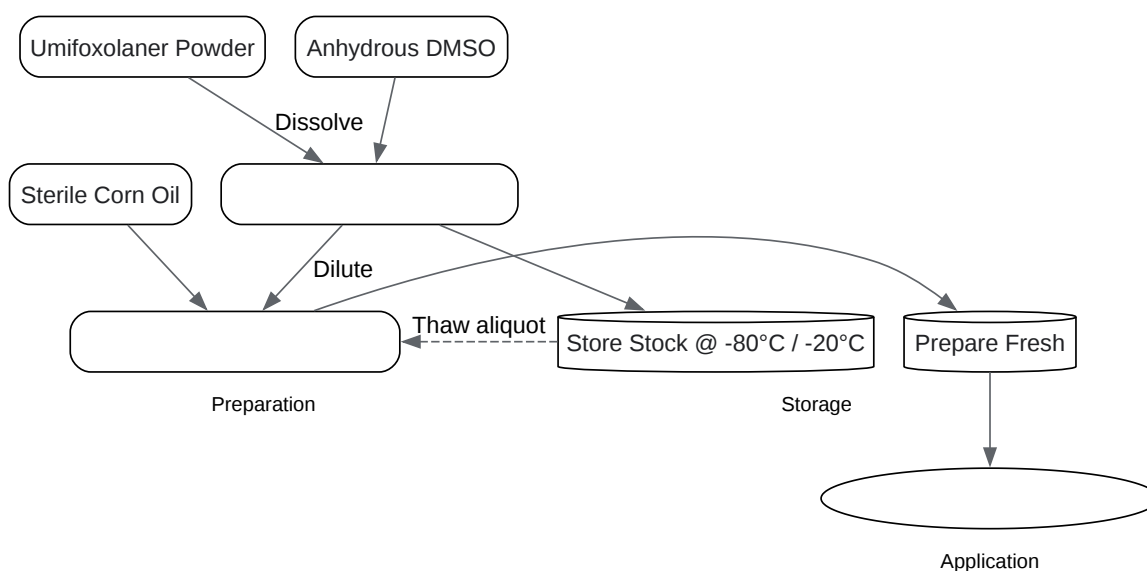 Umifoxolaner Powder
Anhydrous DMSO
Dissolve
Sterile Corn Oil
Dilute
Thaw aliquot
Store Stock @ -80°C / -20°C
Prepare Fresh
Preparation
Storage
Application